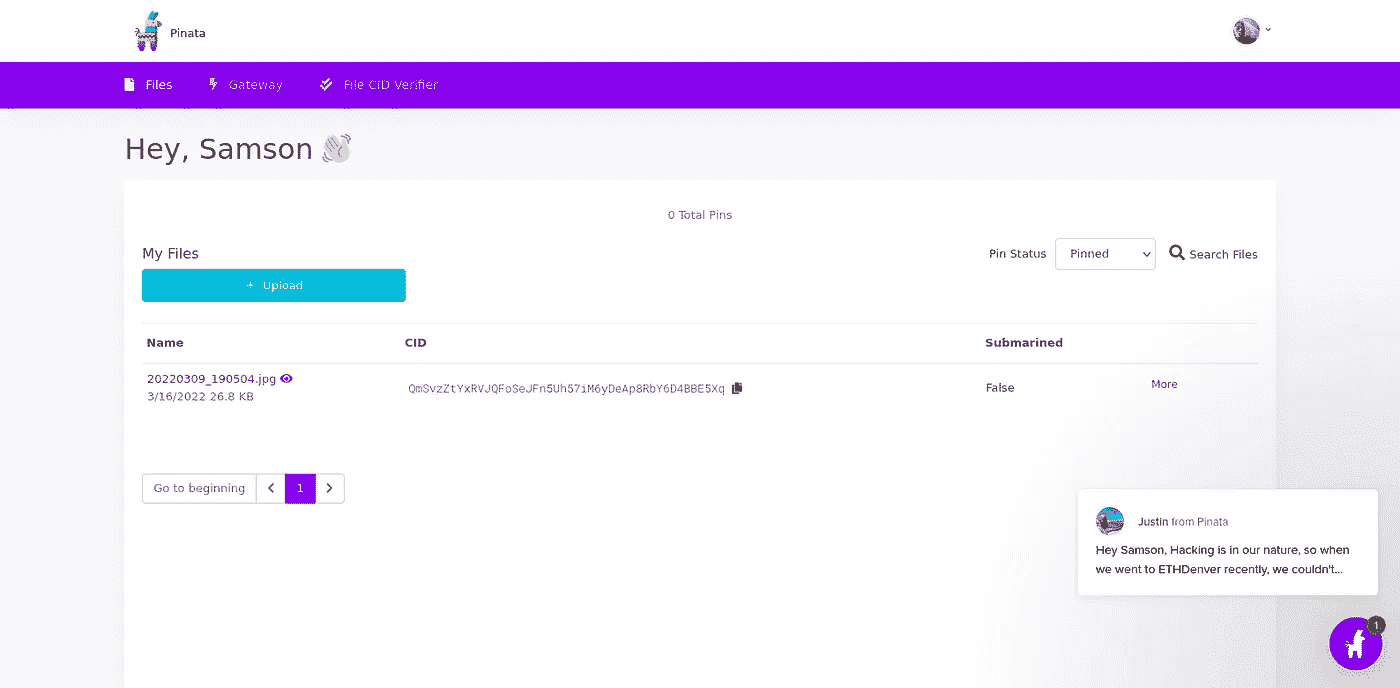 Pinata
Files Gateway File CID Verifier
Hey, Samson
0 Total Pins
My Files
Pin Status Pinned Search Files
+ Upload
Name CID Submarined
20220309_190504.jpg
3/16/2022 26.8 KB
QmSvzZtYxRVJQFoSeJFn5Uh57iM6yDeAp8RbY6D4BBE5Xq
False
More
Go to beginning 1
Justin from Pinata
Hey Samson, Hacking is in our nature, so when
we went to ETHDenver recently, we couldn't...
1